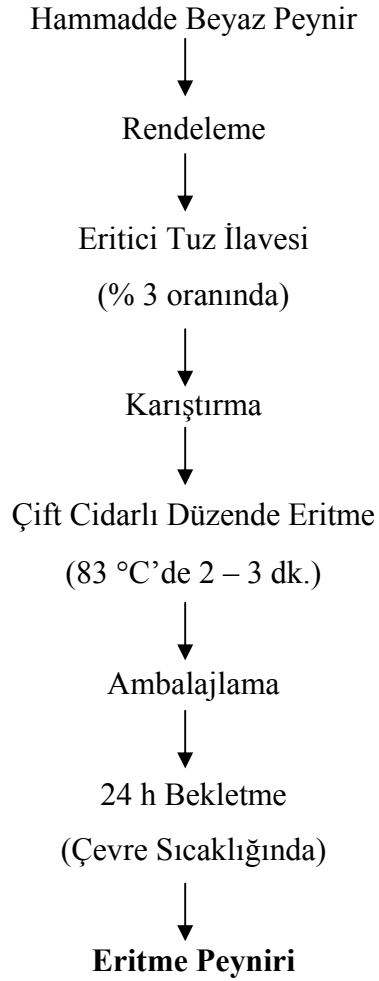 Hammadde Beyaz Peynir
Rendeleme
Eritici Tuz İlavesi
(% 3 oranında)
Karıştırma
Çift Cidarlı Düzende Eritme
(83 °C’de 2 – 3 dk.)
Ambalajlama
24 h Bekletme
(Çevre Sıcaklığında)
Eritme Peyniri